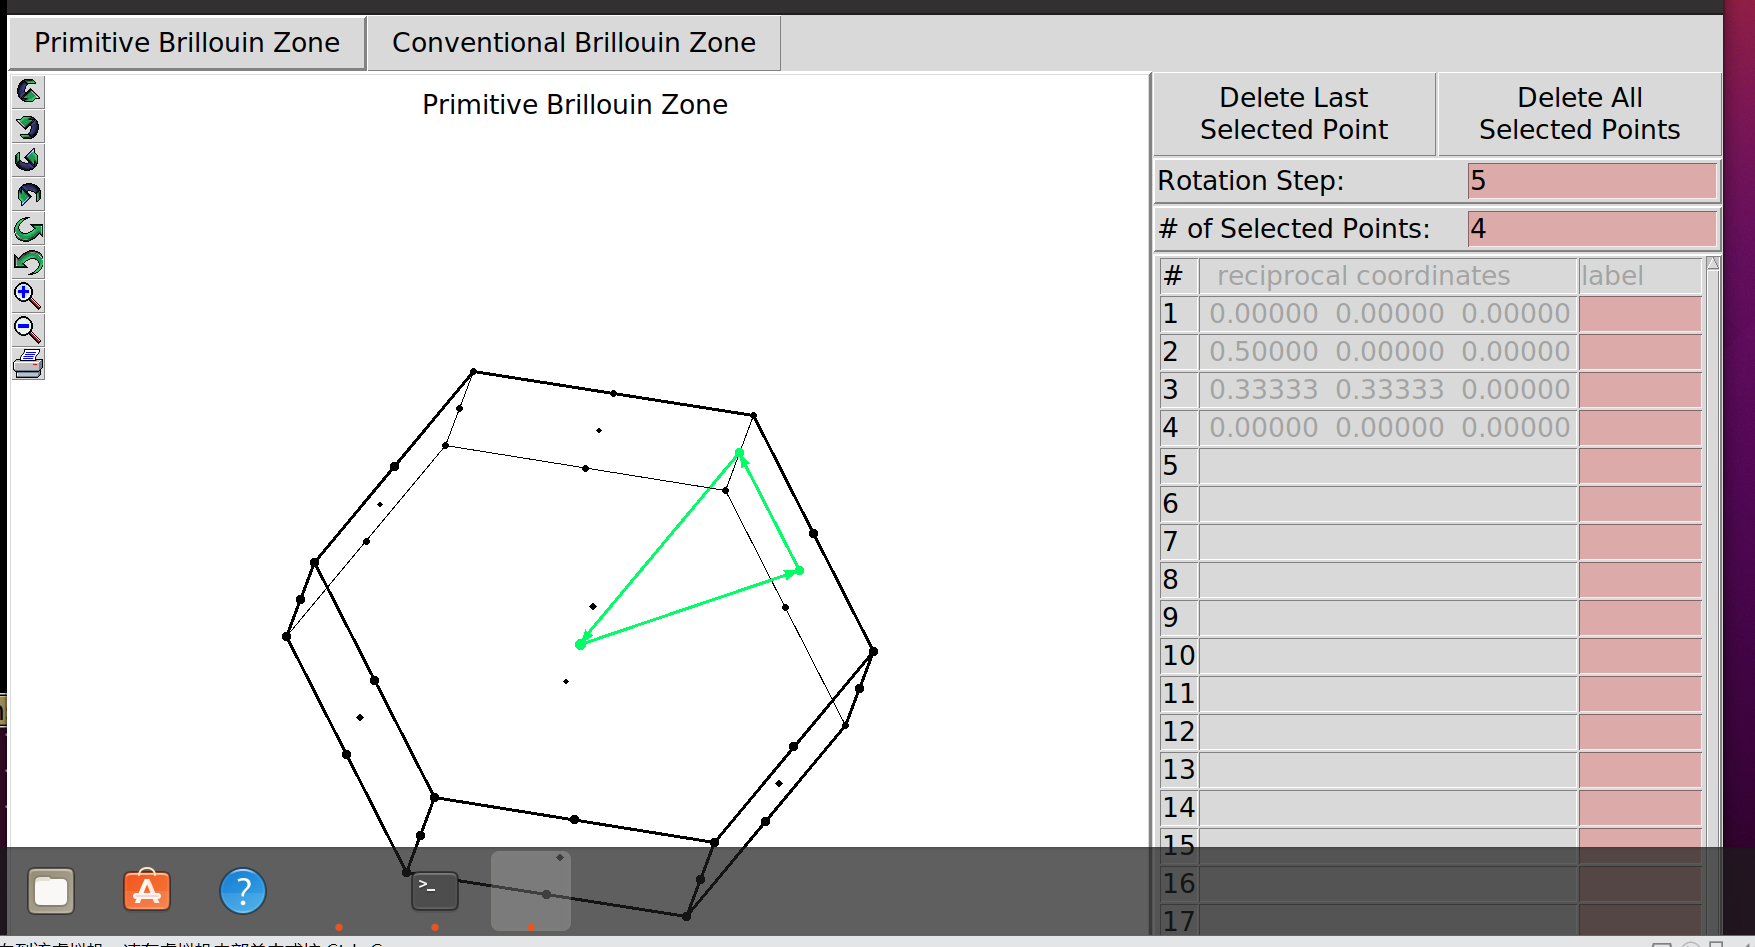 Primitive Brillouin Zone
Conventional Brillouin Zone
Primitive Brillouin Zone
Delete Last
Selected Point
Delete All
Selected Points
Rotation Step:
5
# of Selected Points:
4
# reciprocal coordinates label
1 0.00000 0.00000 0.00000
2 0.50000 0.00000 0.00000
3 0.33333 0.33333 0.00000
4 0.00000 0.00000 0.00000
5
6
7
8
9
10
11
12
13
14
15
16
17